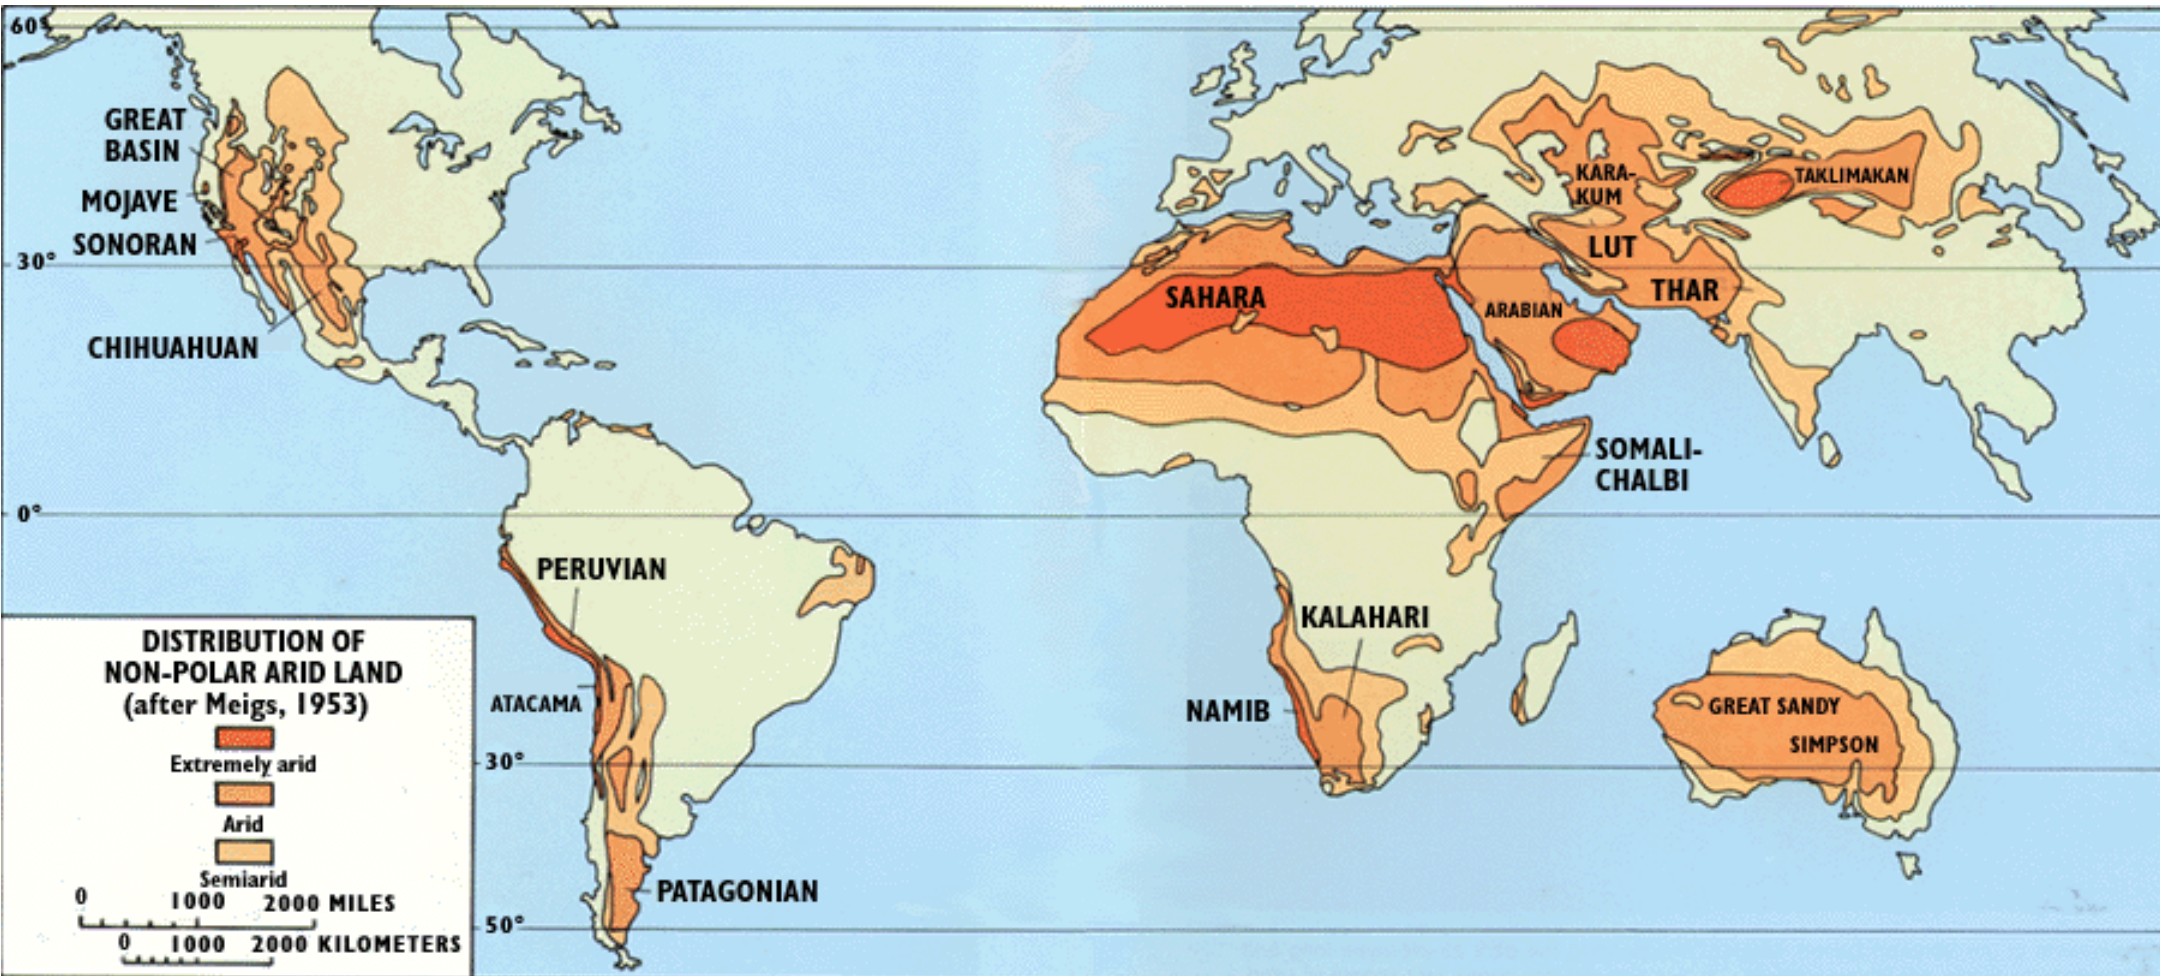 60°
GREAT
BASIN
MOJAVE
SONORAN
30°
CHIHUAHUAN
0°
PERUVIAN
ATACAMA
30°
PATAGONIAN
50°
SAHARA
ARABIAN
KARA-
KUM
TAKLIMAKAN
LUT
THAR
SOMALI-
CHALBI
KALAHARI
NAMIB
GREAT SANDY
SIMPSON
DISTRIBUTION OF
NON-POLAR ARID LAND
(after Meigs, 1953)
Extremely arid
Arid
Semiarid
0 1000 2000 MILES
0 1000 2000 KILOMETERS